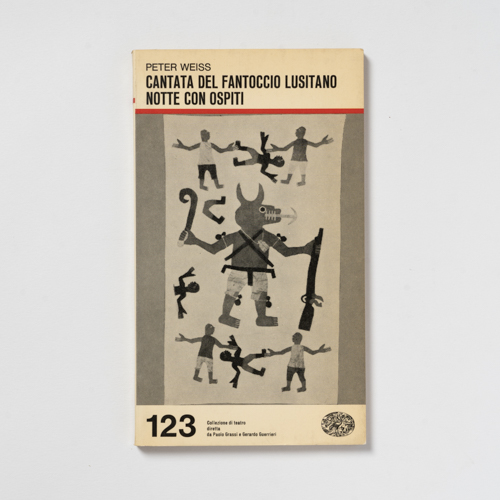 PETER WEISS
CANTATA DEL FANTOCCIO LUSITANO
NOTTE CON OSPITI
123
Collezione di teatro
diretta
da Paolo Grassi e Gerardo Guerrieri